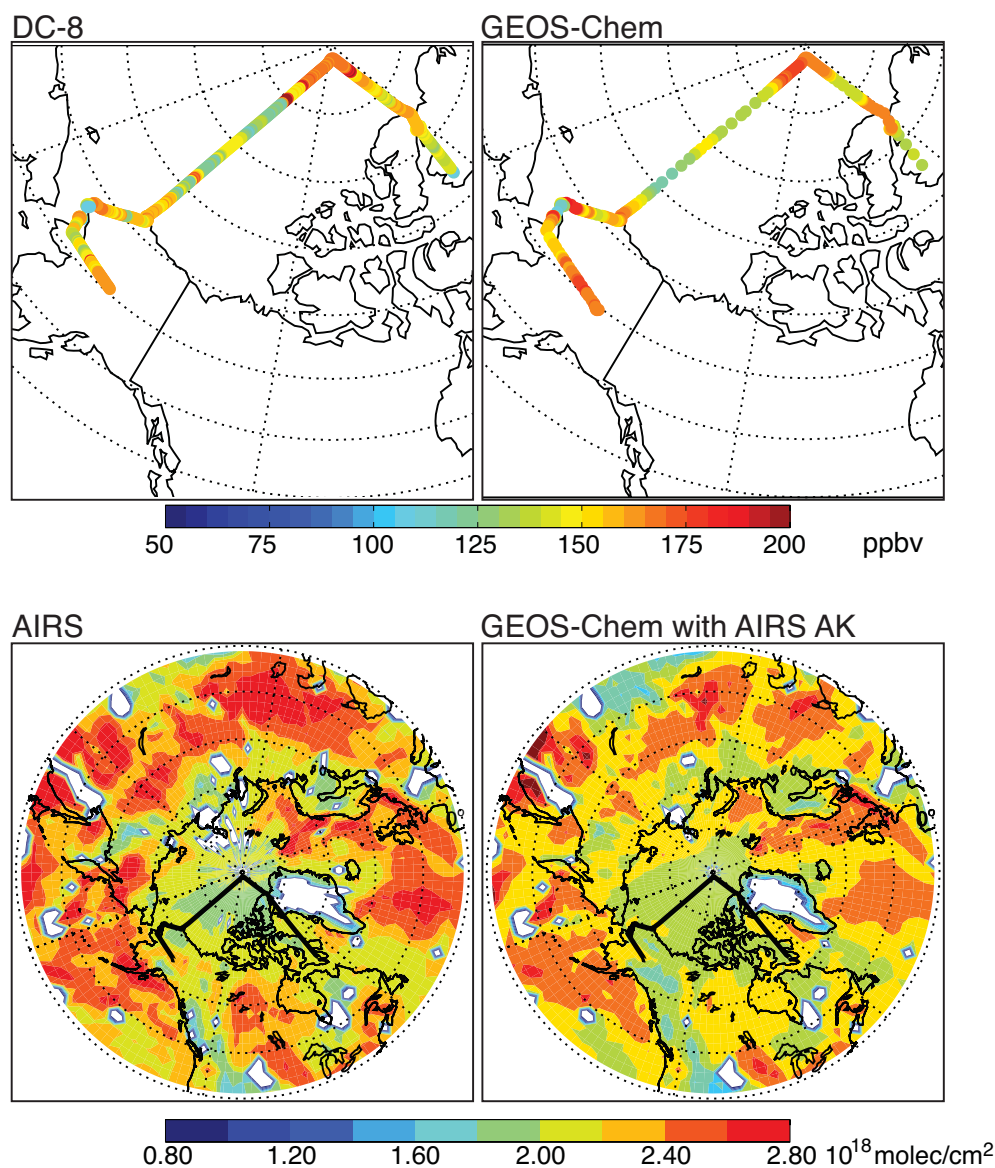 DC-8
GEOS-Chem
50 75 100 125 150 175 200 ppbv
AIRS
GEOS-Chem with AIRS AK
0.80 1.20 1.60 2.00 2.40 2.80 10¹⁸molec/cm²